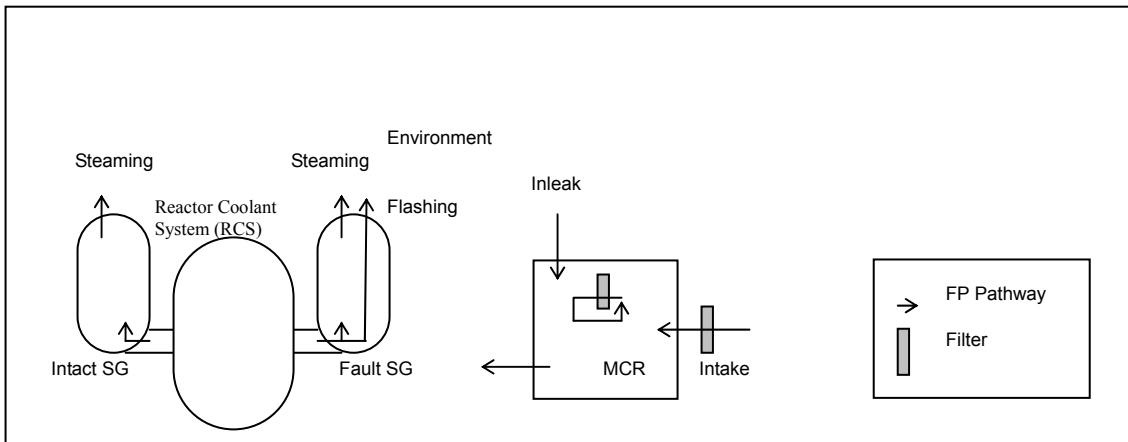 Environment
Steaming
Steaming
Inleak
Flashing
Reactor Coolant
System (RCS)
FP Pathway
Filter
Intact SG
Fault SG
MCR
Intake